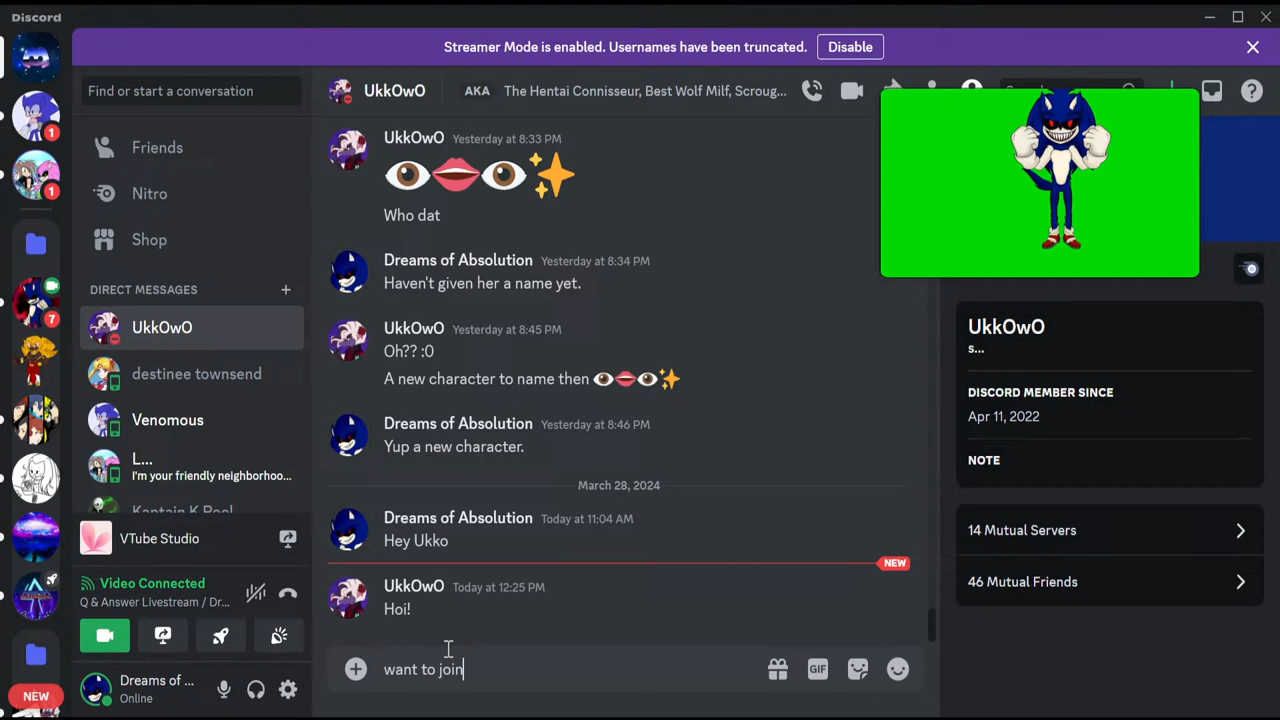 Discord
Streamer Mode is enabled. Usernames have been truncated.
Disable
Find or start a conversation
UkkOwO
AKA
The Hentai Connisseur, Best Wolf Milf, Scroug...
Friends
Nitro
Shop
DIRECT MESSAGES
UkkOwO
destinee townsend
Venomous
L...
I'm your friendly neighborhoo...
VTube Studio
Video Connected
Q & Answer Livestream / Dr...
Dreams of ...
Online
1
1
7
NEW
UkkOwO Yesterday at 8:33 PM
Who dat
Dreams of Absolution Yesterday at 8:34 PM
Haven't given her a name yet.
UkkOwO Yesterday at 8:45 PM
Oh?? :0
A new character to name then
Dreams of Absolution Yesterday at 8:46 PM
Yup a new character.
March 28, 2024
Dreams of Absolution Today at 11:04 AM
Hey Ukko
NEW
UkkOwO Today at 12:25 PM
Hoi!
want to join
GIF
UkkOwO
s...
DISCORD MEMBER SINCE
Apr 11, 2022
NOTE
14 Mutual Servers
46 Mutual Friends